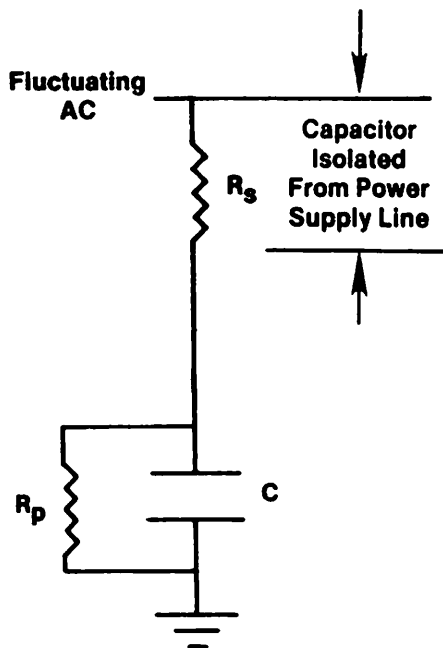 Fluctuating
AC
Capacitor
Isolated
From Power
Supply Line
Rs
Rp
C